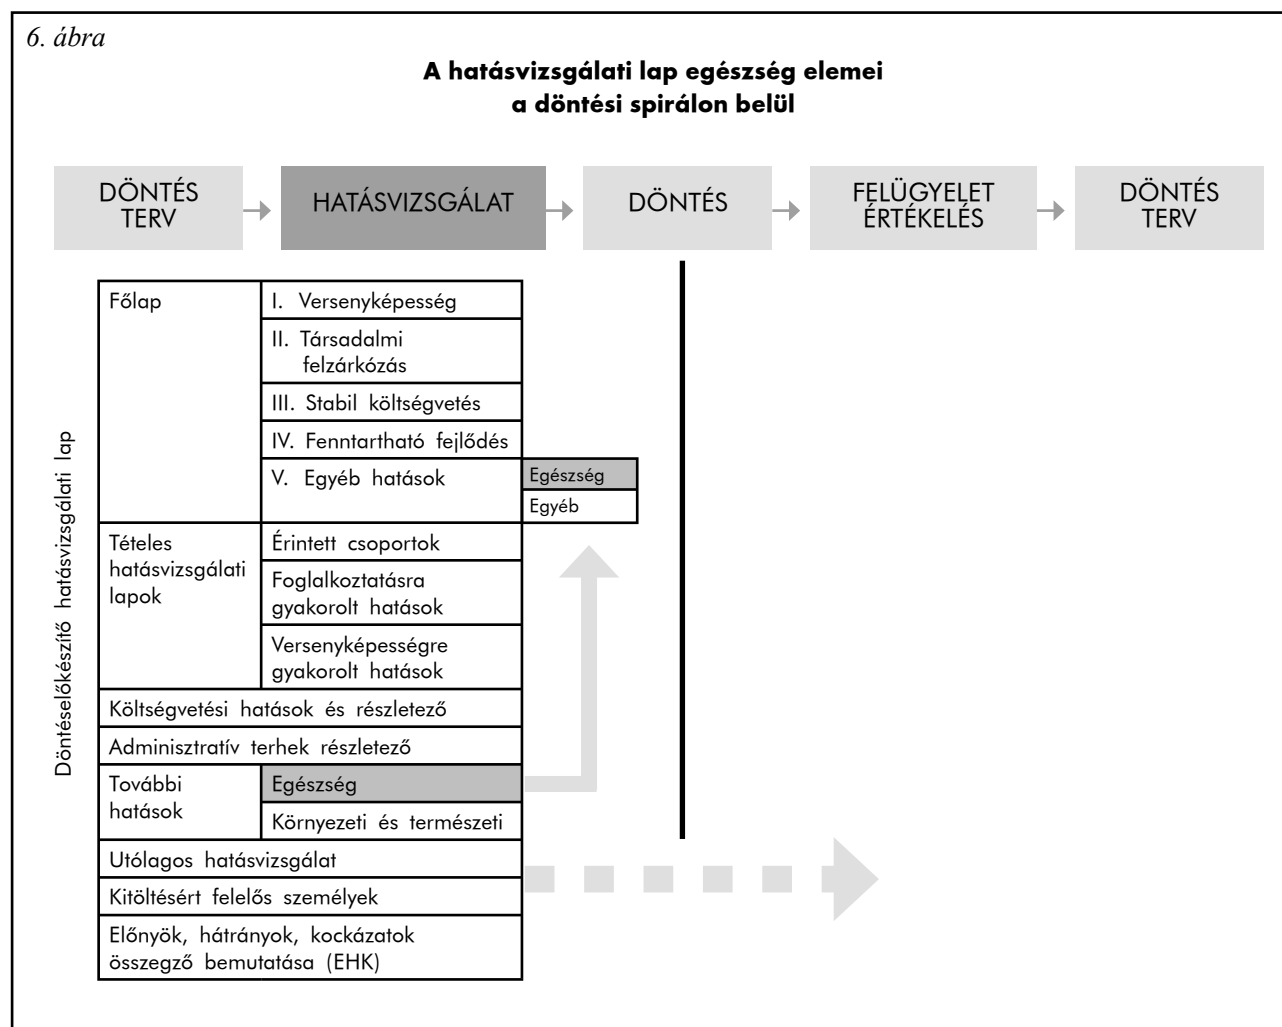 6. ábra
A hatásvizsgálati lap egészség elemei
a döntési spirálon belül
DÖNTÉS
TERV
HATÁSVIZSGÁLAT
DÖNTÉS
FELÜGYELET
ÉRTÉKELÉS
DÖNTÉS
TERV
Döntéselőkészítő hatásvizsgálati lap
Főlap
I. Versenyképesség
II. Társadalmi
felzárkózás
III. Stabil költségvetés
IV. Fenntartható fejlődés
V. Egyéb hatások
Egészség
Egyéb
Tételes
hatásvizsgálati
lapok
Érintett csoportok
Foglalkoztatásra
gyakorolt hatások
Versenyképességre
gyakorolt hatások
Költségvetési hatások és részletező
Adminisztratív terhek részletező
További
hatások
Egészség
Környezeti és természeti
Utólagos hatásvizsgálat
Kitöltésért felelős személyek
Előnyök, hátrányok, kockázatok
összegző bemutatása (EHK)